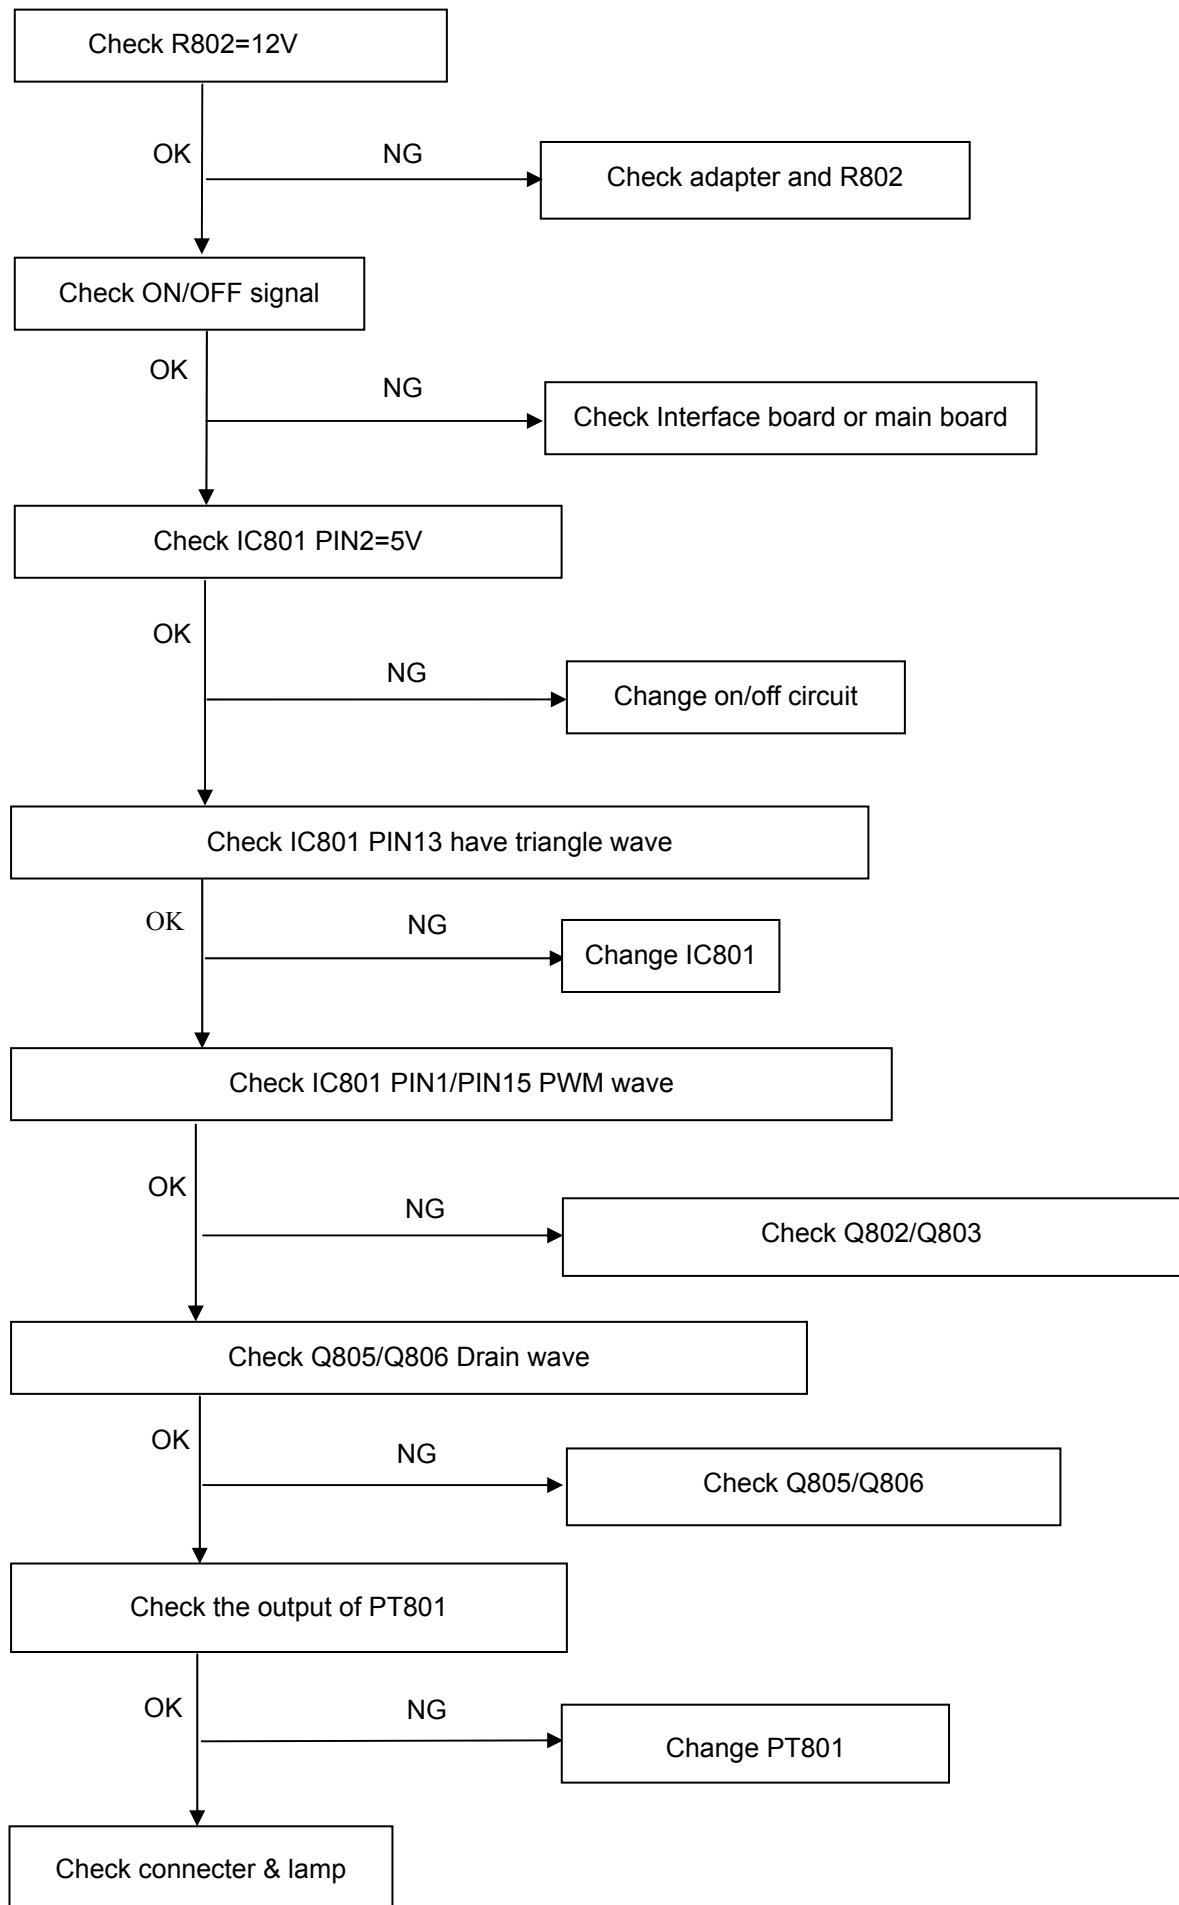 Check R802=12V
OK
NG
Check adapter and R802
Check ON/OFF signal
OK
NG
Check Interface board or main board
Check IC801 PIN2=5V
OK
NG
Change on/off circuit
Check IC801 PIN13 have triangle wave
OK
NG
Change IC801
Check IC801 PIN1/PIN15 PWM wave
OK
NG
Check Q802/Q803
Check Q805/Q806 Drain wave
OK
NG
Check Q805/Q806
Check the output of PT801
OK
NG
Change PT801
Check connecter & lamp